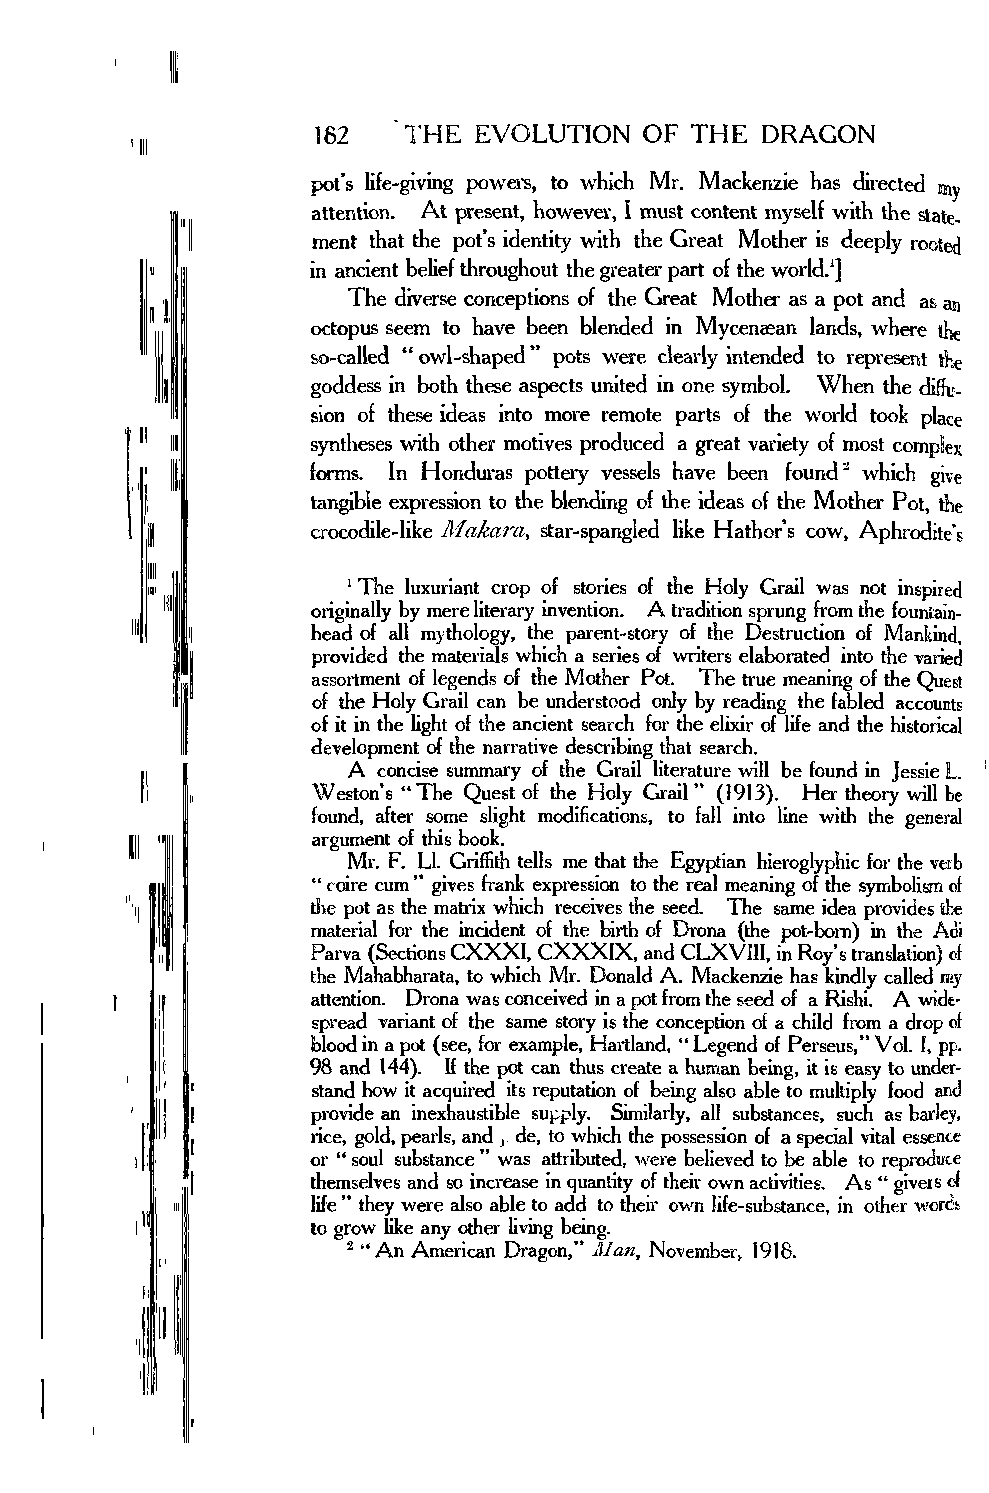 182 THE EVOLUTION OF THE DRAGON
pot's life-giving powers, to which Mr. Mackenzie has directed my
attention. At present, however, I must content myself with the state-
ment that the pot's identity with the Great Mother is deeply rooted
in ancient belief throughout the greater part of the world.¹]
The diverse conceptions of the Great Mother as a pot and as an
octopus seem to have been blended in Mycenæan lands, where the
so-called “owl-shaped” pots were clearly intended to represent the
goddess in both these aspects united in one symbol. When the diffu-
sion of these ideas into more remote parts of the world took place
syntheses with other motives produced a great variety of most complex
forms. In Honduras pottery vessels have been found² which give
tangible expression to the blending of the ideas of the Mother Pot, the
crocodile-like Makara, star-spangled like Hathor's cow, Aphrodite's
¹ The luxuriant crop of stories of the Holy Grail was not inspired
originally by mere literary invention. A tradition sprung from the fountain-
head of all mythology, the parent-story of the Destruction of Mankind,
provided the materials which a series of writers elaborated into the varied
assortment of legends of the Mother Pot. The true meaning of the Quest
of the Holy Grail can be understood only by reading the fabled accounts
of it in the light of the ancient search for the elixir of life and the historical
development of the narrative describing that search.
A concise summary of the Grail literature will be found in Jessie L.
Weston's “The Quest of the Holy Grail” (1913). Her theory will be
found, after some slight modifications, to fall into line with the general
argument of this book.
Mr. F. Ll. Griffith tells me that the Egyptian hieroglyphic for the verb
“coire cum” gives frank expression to the real meaning of the symbolism of
the pot as the matrix which receives the seed. The same idea provides the
material for the incident of the birth of Drona (the pot-born) in the Adi
Parva (Sections CXXXI, CXXXIX, and CLXVIII, in Roy's translation) of
the Mahabharata, to which Mr. Donald A. Mackenzie has kindly called my
attention. Drona was conceived in a pot from the seed of a Rishi. A wide-
spread variant of the same story is the conception of a child from a drop of
blood in a pot (see, for example, Hartland, “Legend of Perseus,” Vol. I, pp.
98 and 144). If the pot can thus create a human being, it is easy to under-
stand how it acquired its reputation of being also able to multiply food and
provide an inexhaustible supply. Similarly, all substances, such as barley,
rice, gold, pearls, and de, to which the possession of a special vital essence
or “soul substance” was attributed, were believed to be able to reproduce
themselves and so increase in quantity of their own activities. As “givers of
life” they were also able to add to their own life-substance, in other words
to grow like any other living being.
² “An American Dragon,” Man, November, 1918.